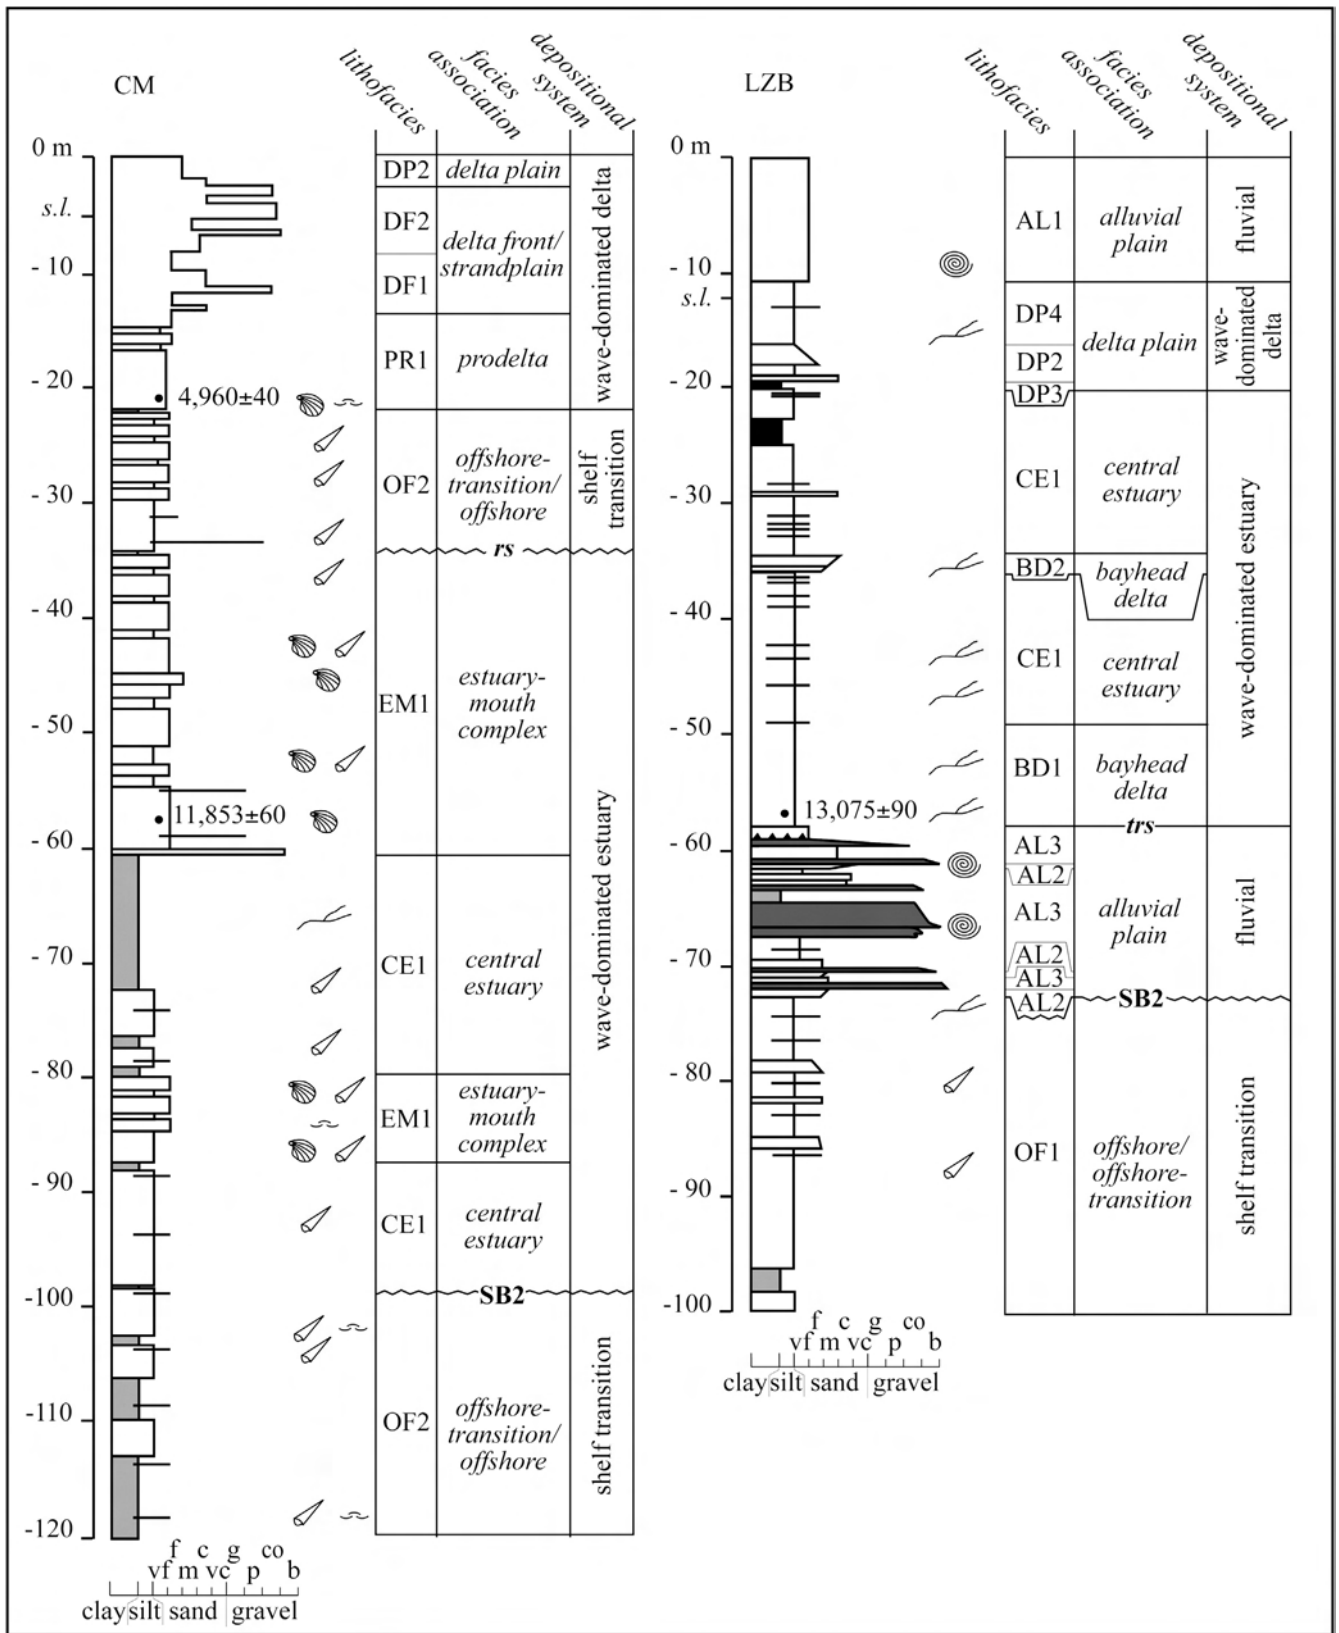 CM
lithofacies
facies
association
depositional
system
0 m
s.l.
- 10
- 20
- 30
- 40
- 50
- 60
- 70
- 80
- 90
-100
-110
-120
4,960±40
11,853±60
DP2
delta plain
DF2
delta front/
strandplain
DF1
PR1
prodelta
wave-dominated delta
OF2
offshore-
transition/
offshore
shelf
transition
rs
EM1
estuary-
mouth
complex
CE1
central
estuary
wave-dominated estuary
EM1
estuary-
mouth
complex
CE1
central
estuary
SB2
OF2
offshore-
transition/
offshore
shelf transition
f c g co
vf m vc p b
clay silt sand gravel
LZB
lithofacies
facies
association
depositional
system
0 m
- 10
s.l.
- 20
- 30
- 40
- 50
- 60
- 70
- 80
- 90
-100
13,075±90
AL1
alluvial
plain
fluvial
DP4
DP2
delta plain
wave-
dominated
delta
DP3
CE1
central
estuary
BD2
bayhead
delta
CE1
central
estuary
wave-dominated estuary
BD1
bayhead
delta
trs
AL3
AL2
AL3
alluvial
plain
fluvial
AL2
AL3
AL2
SB2
OF1
offshore/
offshore-
transition
shelf transition
f c g co
vf m vc p b
clay silt sand gravel